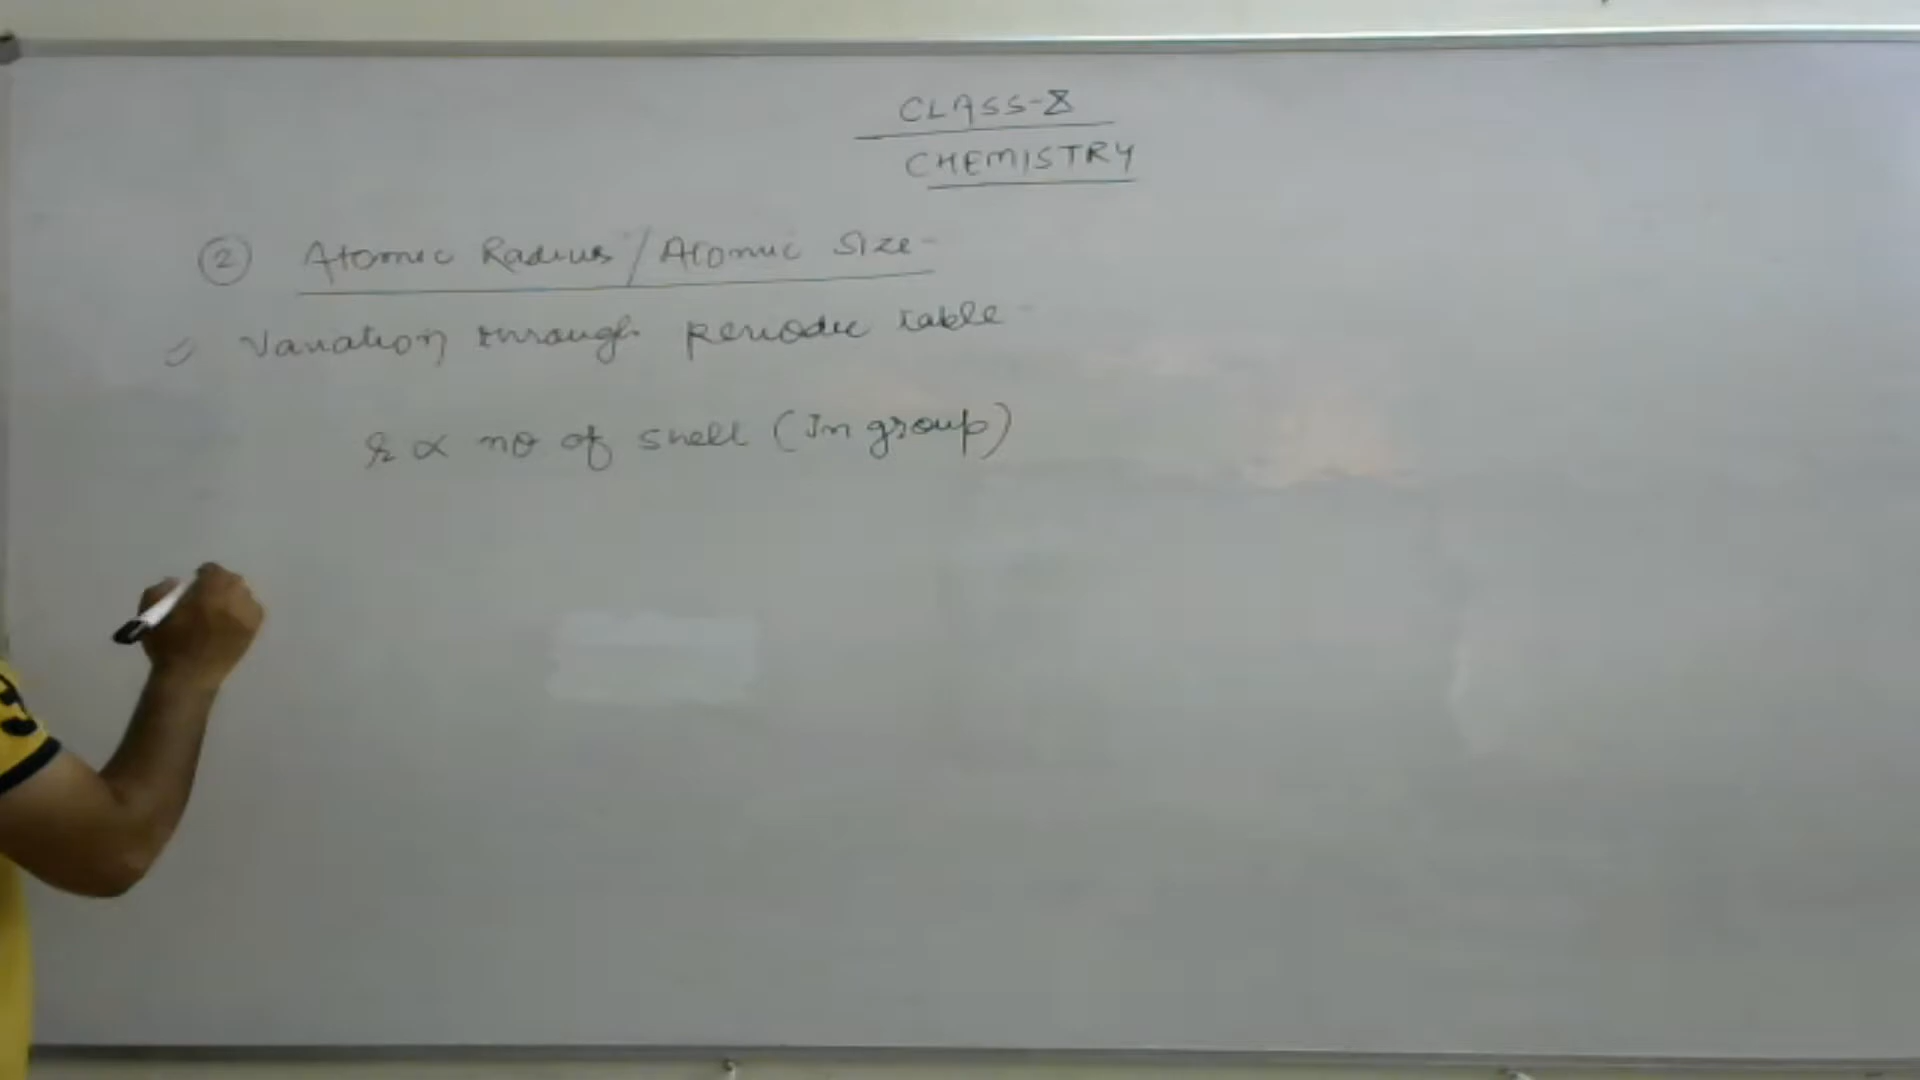 CLASS-8
CHEMISTRY
② Atomic Radius / Atomic Size-
Variation through periodic table-
r ∝ no of shell (In group)